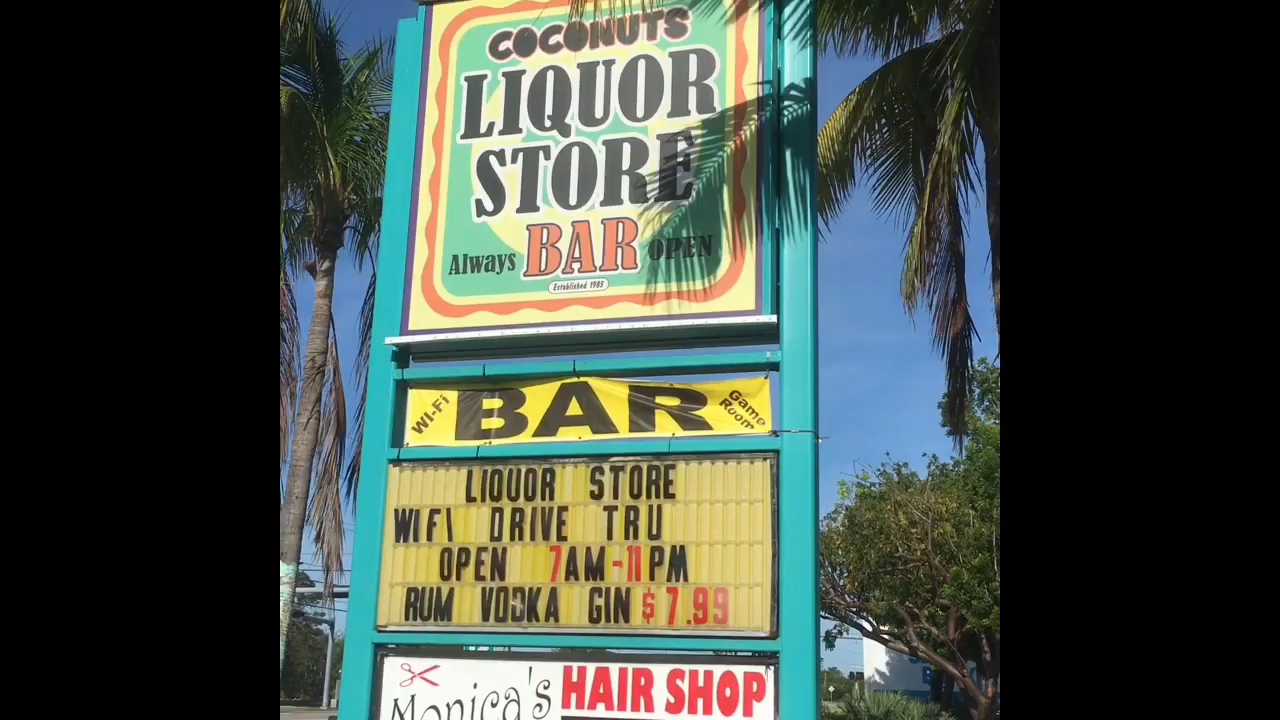 COCONUTS
LIQUOR
STORE
Always BAR OPEN
Established 1983
WI-FI BAR Game Room
LIQUOR STORE
WIFI DRIVE TRU
OPEN 7AM-11PM
RUM VODKA GIN $7.99
Monica's HAIR SHOP